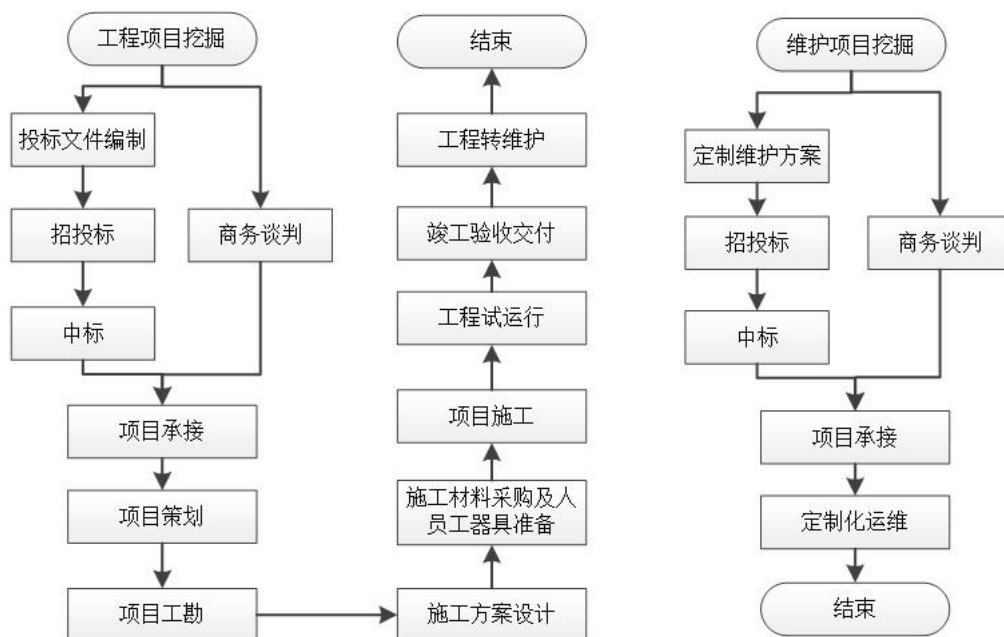 工程项目挖掘
投标文件编制
招投标
商务谈判
中标
项目承接
项目策划
项目工勘
施工方案设计
施工材料采购及人
员工器具准备
项目施工
工程试运行
竣工验收交付
工程转维护
结束
维护项目挖掘
定制维护方案
招投标
商务谈判
中标
项目承接
定制化运维
结束